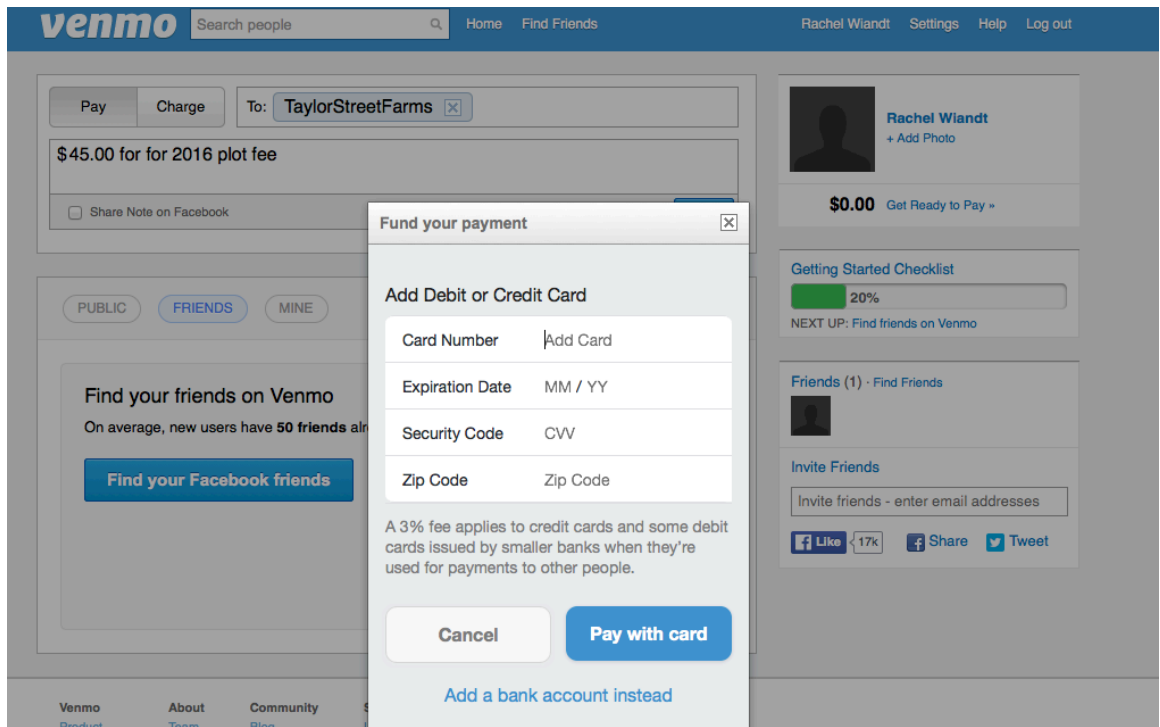 venmo Search people Home Find Friends Rachel Wiandt Settings Help Log out
Pay Charge To: TaylorStreetFarms
$45.00 for for 2016 plot fee
Share Note on Facebook
Rachel Wiandt
+ Add Photo
$0.00 Get Ready to Pay »
Getting Started Checklist
20%
NEXT UP: Find friends on Venmo
Friends (1) · Find Friends
Invite Friends
Invite friends - enter email addresses
Like 17k Share Tweet
PUBLIC FRIENDS MINE
Find your friends on Venmo
On average, new users have 50 friends alr
Find your Facebook friends
Fund your payment
Add Debit or Credit Card
Card Number Add Card
Expiration Date MM / YY
Security Code CVV
Zip Code Zip Code
A 3% fee applies to credit cards and some debit
cards issued by smaller banks when they're
used for payments to other people.
Cancel Pay with card
Add a bank account instead
Venmo About Community
Product Team Blog